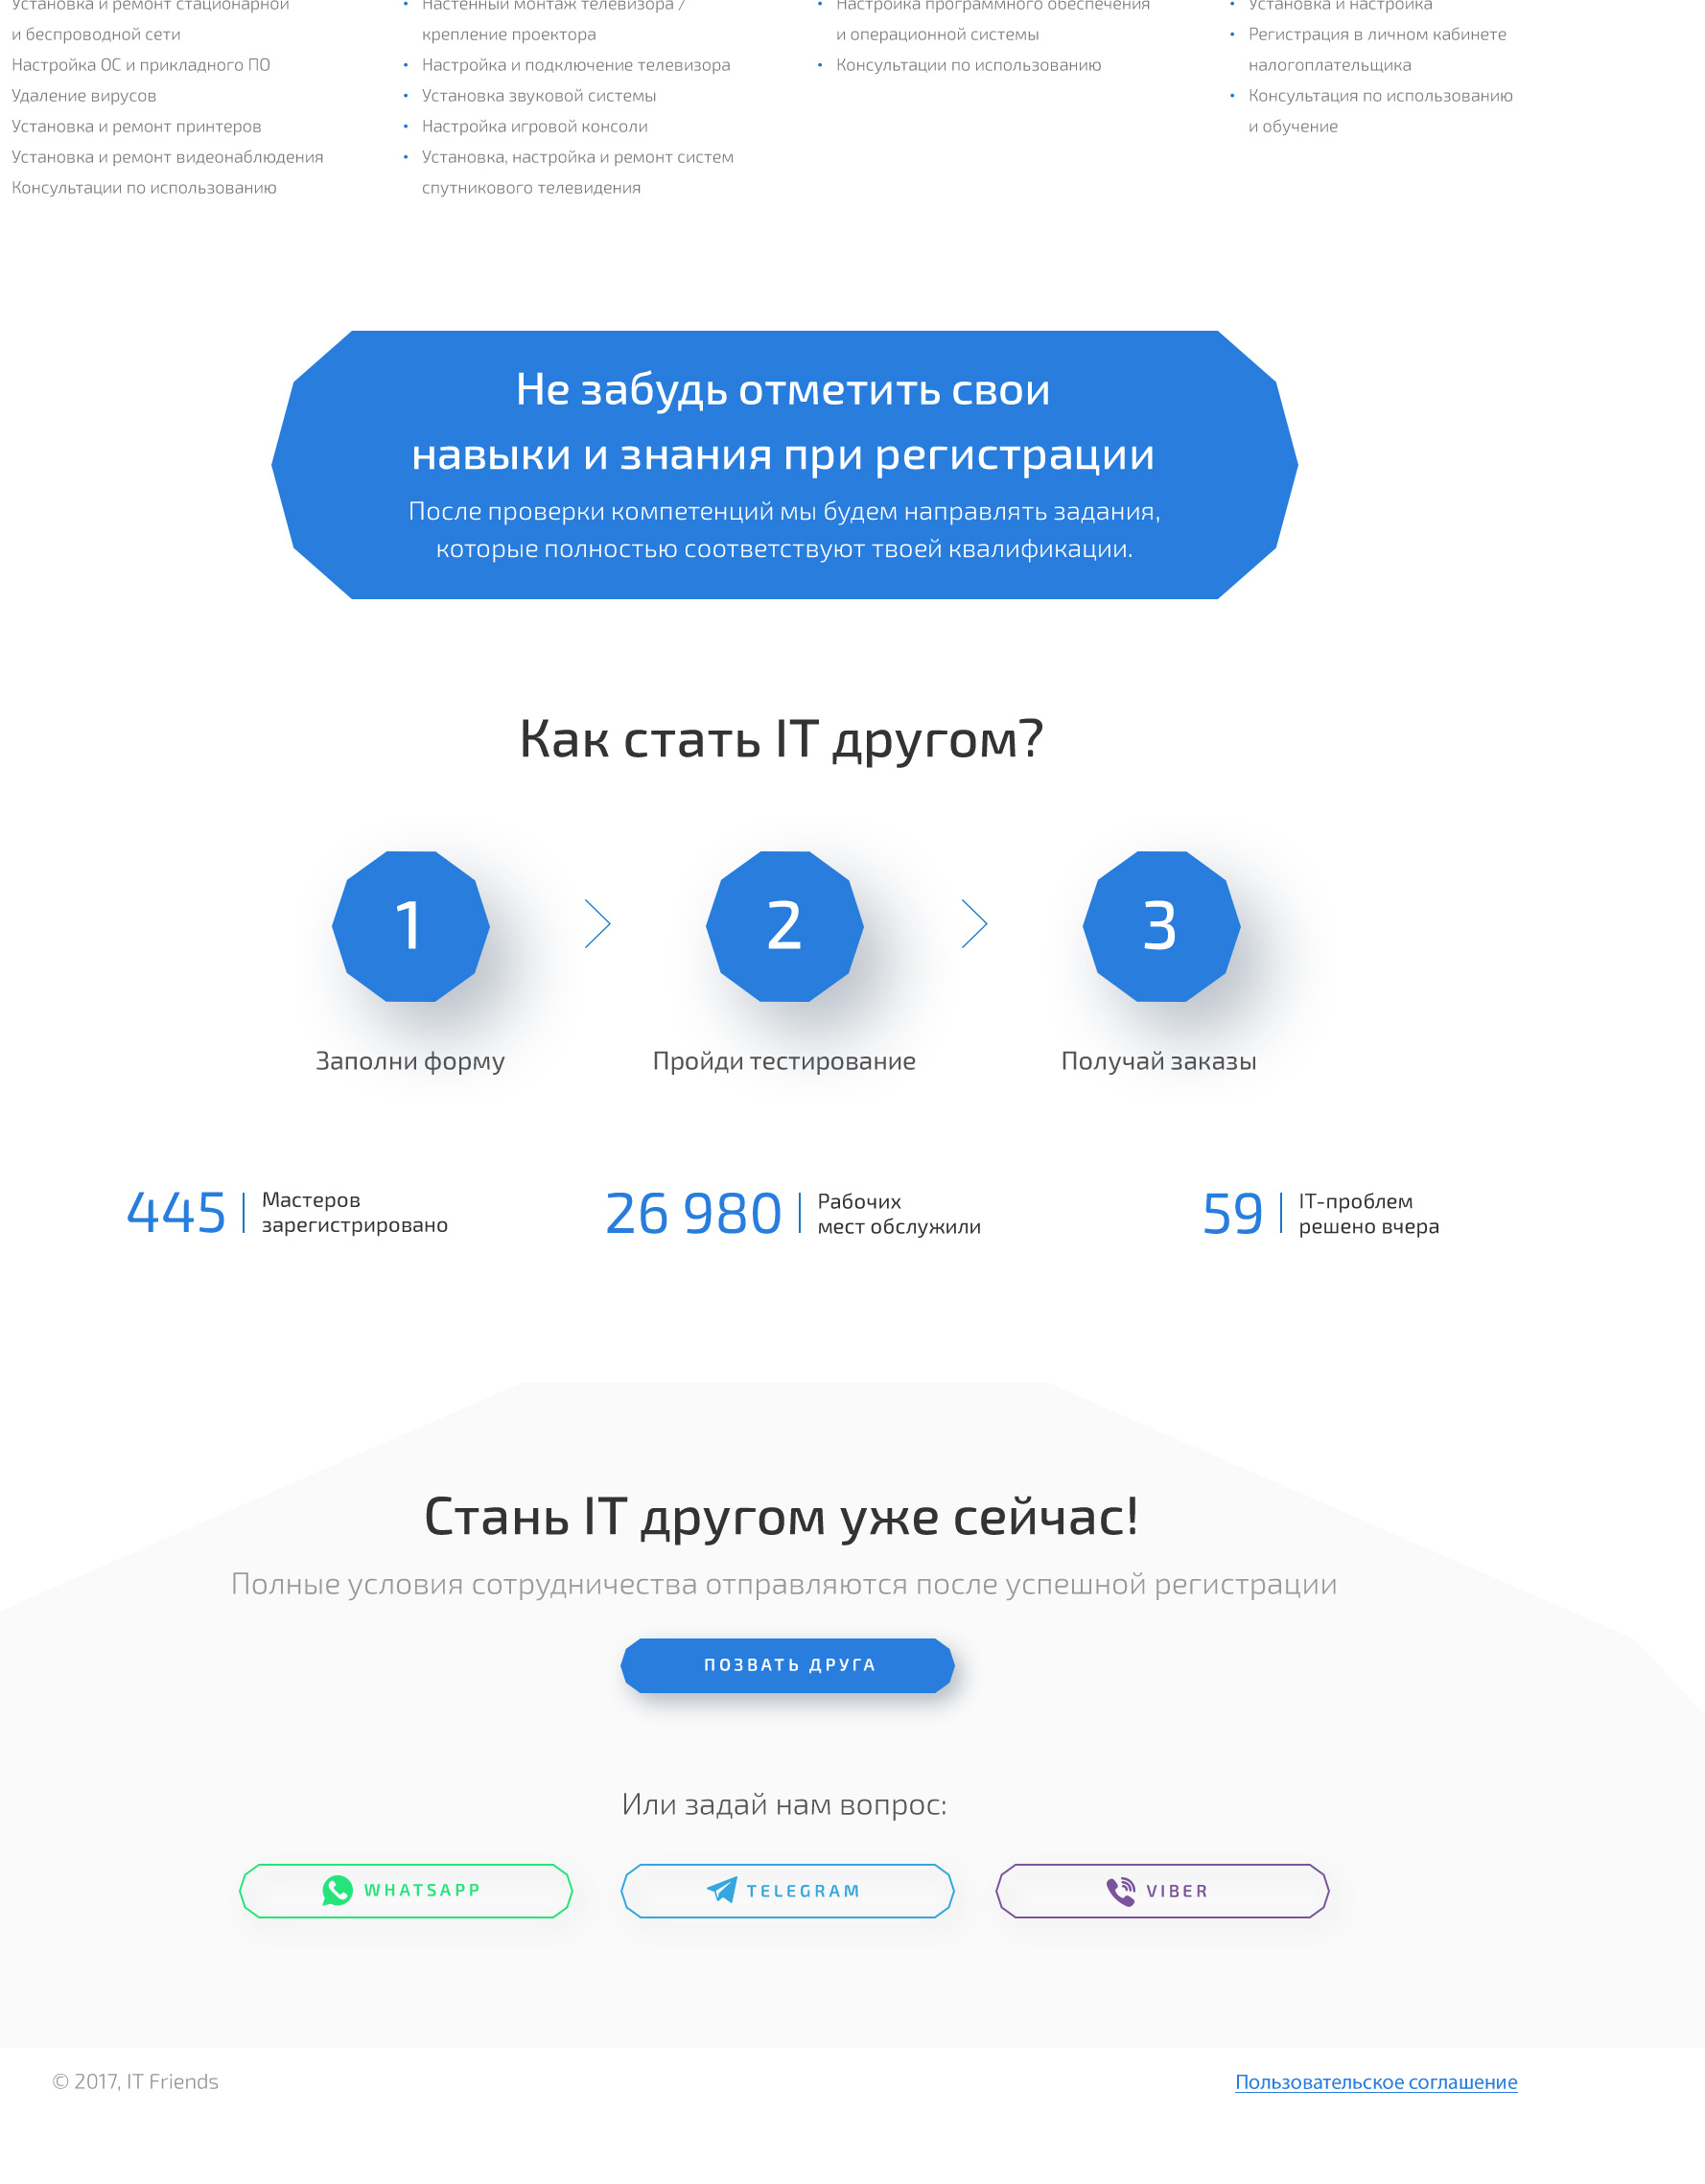 Установка и ремонт стационарной
и беспроводной сети
Настройка ОС и прикладного ПО
Удаление вирусов
Установка и ремонт принтеров
Установка и ремонт видеонаблюдения
Консультации по использованию
• Настенный монтаж телевизора /
крепление проектора
• Настройка и подключение телевизора
• Установка звуковой системы
• Настройка игровой консоли
• Установка, настройка и ремонт систем
спутникового телевидения
• Настройка программного обеспечения
и операционной системы
• Консультации по использованию
• Установка и настройка
• Регистрация в личном кабинете
налогоплательщика
• Консультация по использованию
и обучение
Не забудь отметить свои
навыки и знания при регистрации
После проверки компетенций мы будем направлять задания,
которые полностью соответствуют твоей квалификации.
Как стать IT другом?
1
2
3
Заполни форму
Пройди тестирование
Получай заказы
445
Мастеров
зарегистрировано
26 980
Рабочих
мест обслужили
59
IT-проблем
решено вчера
Стань IT другом уже сейчас!
Полные условия сотрудничества отправляются после успешной регистрации
ПОЗВАТЬ ДРУГА
Или задай нам вопрос:
WHATSAPP
TELEGRAM
VIBER
© 2017, IT Friends
Пользовательское соглашение